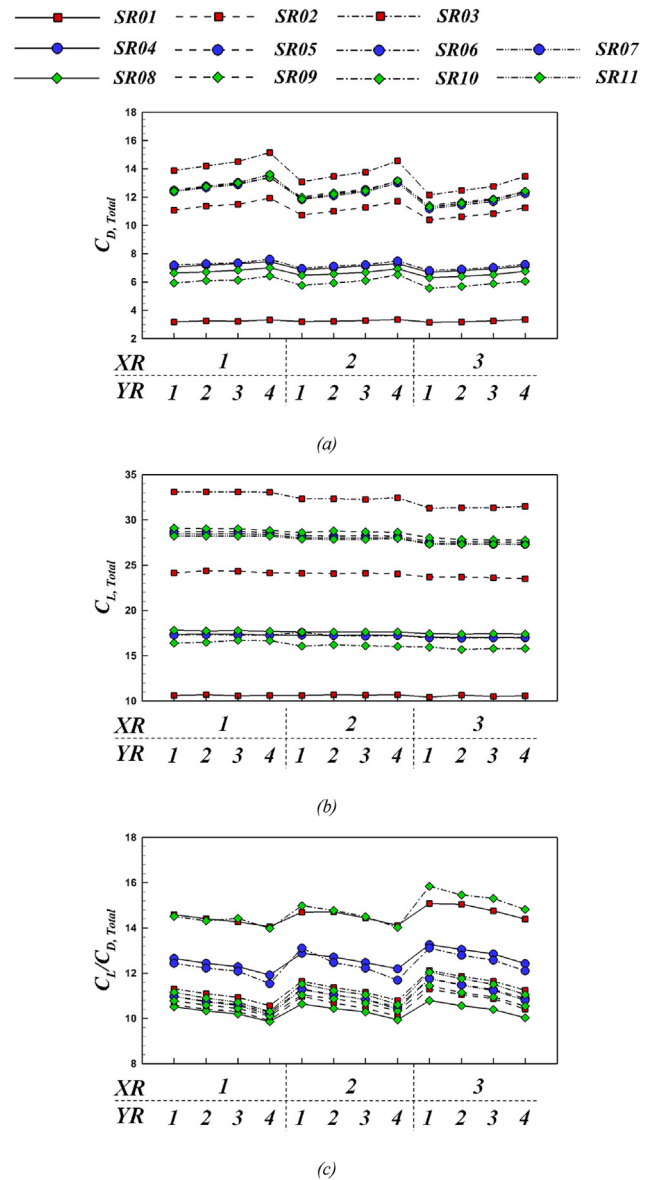 SR01 SR02 SR03
SR04 SR05 SR06 SR07
SR08 SR09 SR10 SR11
18
16
14
12
10
8
6
4
2
C_D, Total
XR 1 2 3
YR 1 2 3 4 1 2 3 4 1 2 3 4
(a)
35
30
25
20
15
10
C_L, Total
XR 1 2 3
YR 1 2 3 4 1 2 3 4 1 2 3 4
(b)
18
16
14
12
10
8
C_L/C_D, Total
XR 1 2 3
YR 1 2 3 4 1 2 3 4 1 2 3 4
(c)